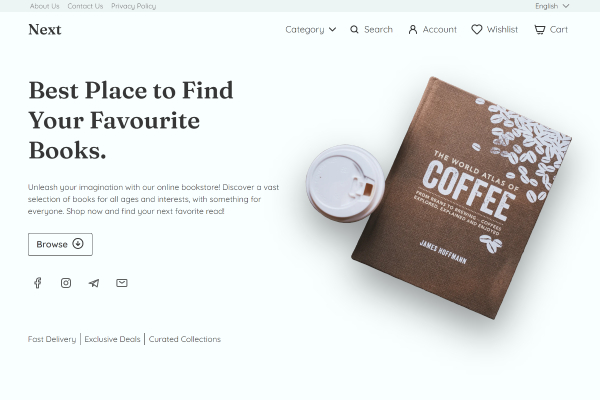 About Us Contact Us Privacy Policy English
Next Category Search Account Wishlist Cart
Best Place to Find
Your Favourite
Books.
Unleash your imagination with our online bookstore! Discover a vast
selection of books for all ages and interests, with something for
everyone. Shop now and find your next favorite read!
Browse
Fast Delivery Exclusive Deals Curated Collections
THE WORLD ATLAS OF
COFFEE
FROM BEANS TO BREWING - COFFEES
EXPLORED, EXPLAINED AND ENJOYED
JAMES HOFFMANN